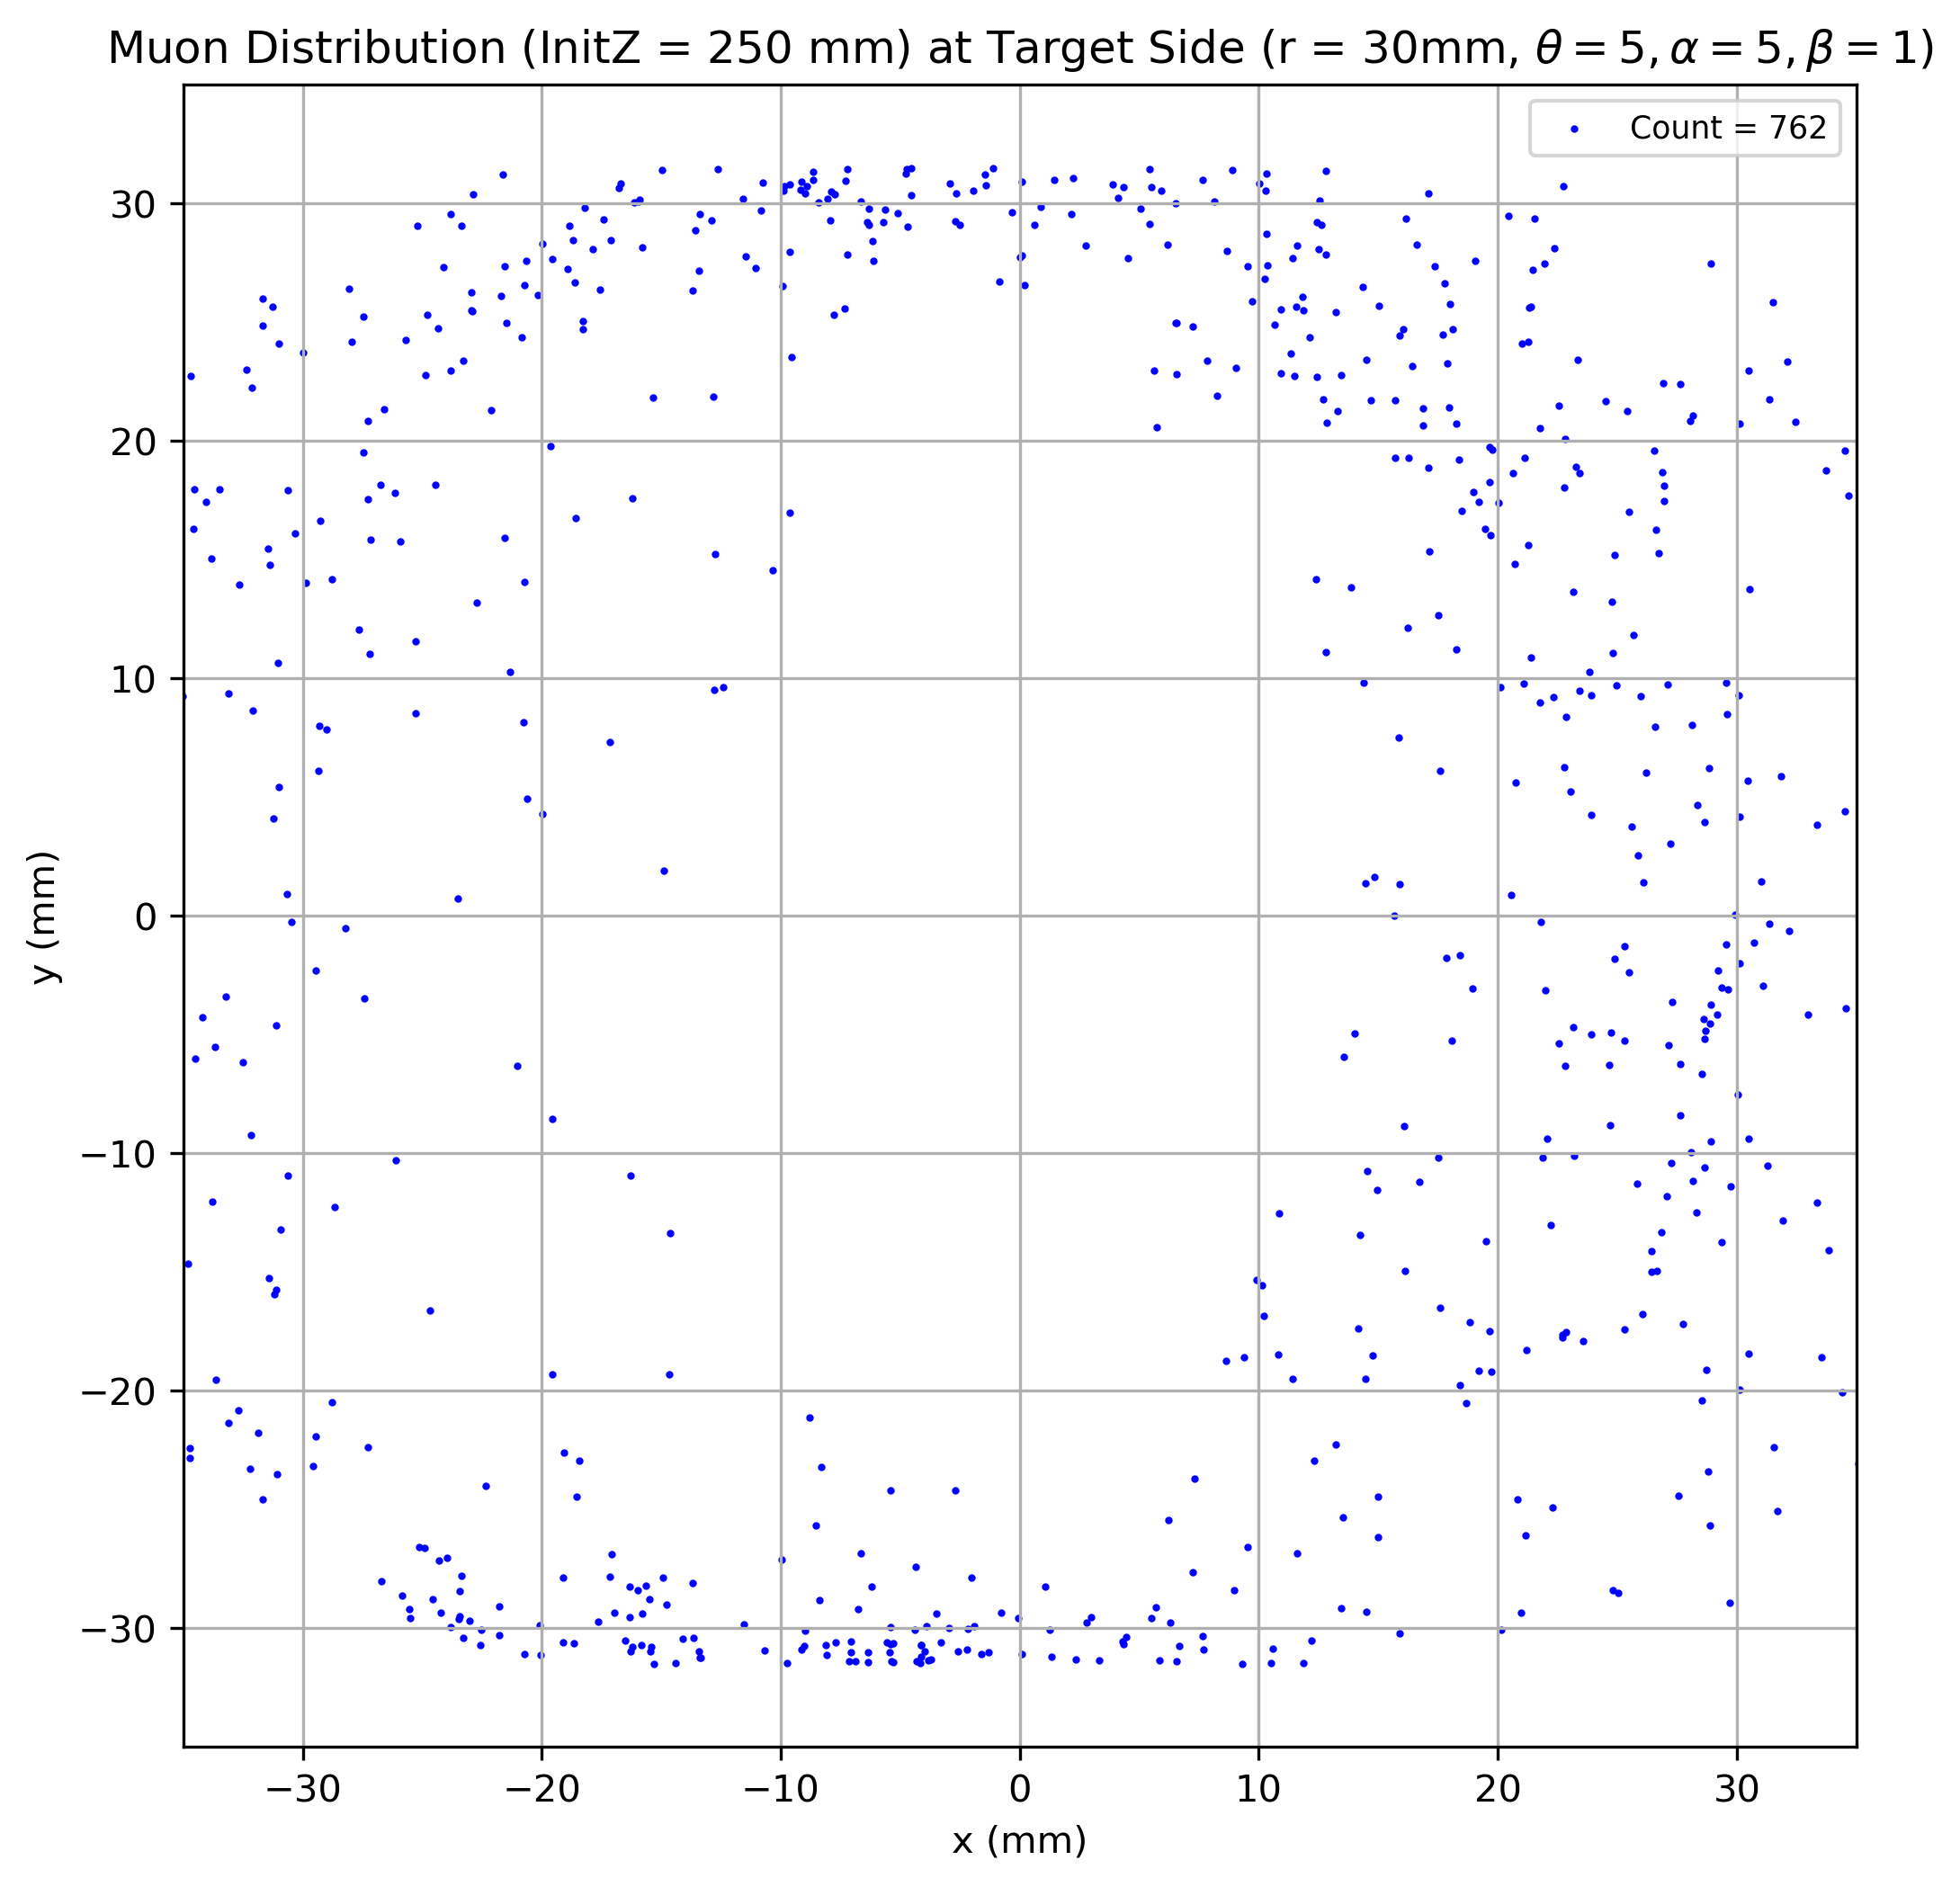 Muon Distribution (InitZ = 250 mm) at Target Side (r = 30mm, θ = 5, α = 5, β = 1)
Count = 762
30
20
10
0
−10
−20
−30
y (mm)
−30 −20 −10 0 10 20 30
x (mm)